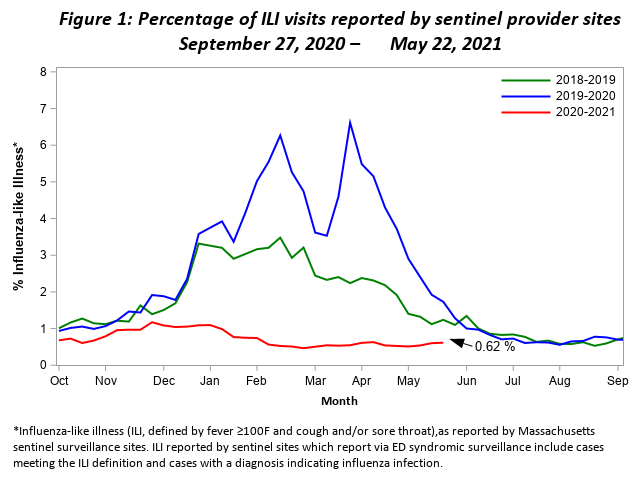 Figure 1: Percentage of ILI visits reported by sentinel provider sites
September 27, 2020 – May 22, 2021
8
7
6
5
4
3
2
1
0
% Influenza-like Illness*
2018-2019
2019-2020
2020-2021
0.62 %
Oct Nov Dec Jan Feb Mar Apr May Jun Jul Aug Sep
Month
*Influenza-like illness (ILI, defined by fever ≥100F and cough and/or sore throat),as reported by Massachusetts
sentinel surveillance sites. ILI reported by sentinel sites which report via ED syndromic surveillance include cases
meeting the ILI definition and cases with a diagnosis indicating influenza infection.